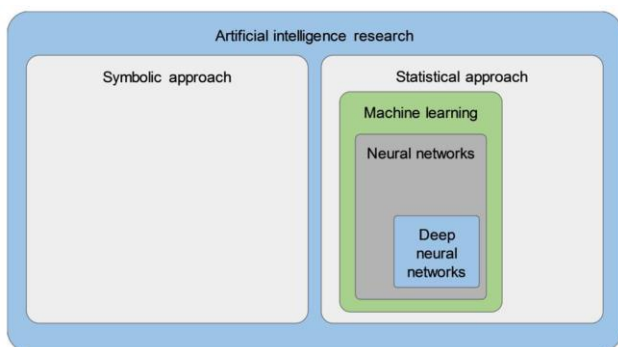 Artificial intelligence research
Symbolic approach
Statistical approach
Machine learning
Neural networks
Deep
neural
networks